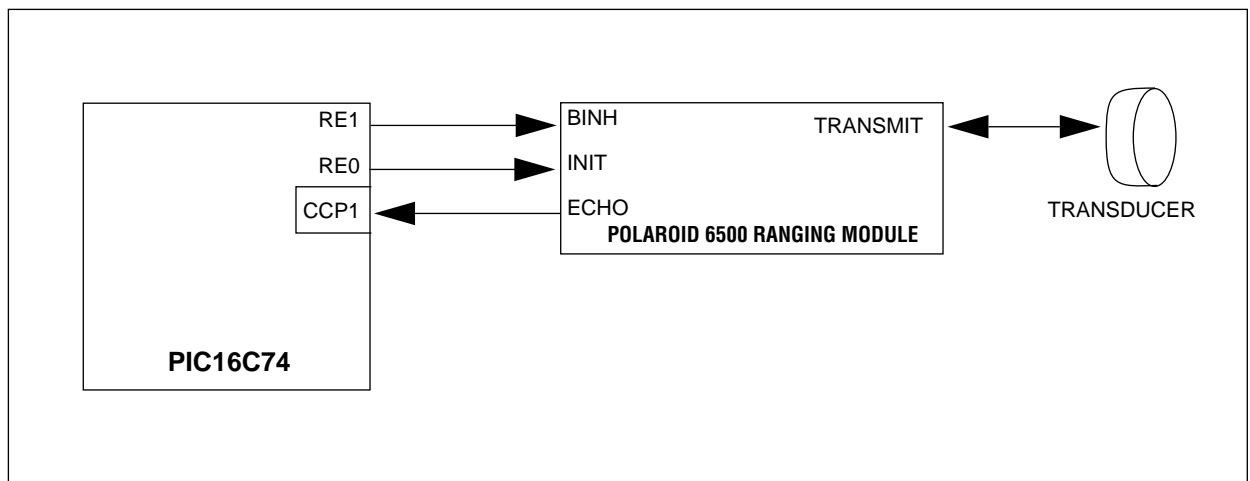 RE1
RE0
CCP1
PIC16C74
BINH
INIT
ECHO
TRANSMIT
POLAROID 6500 RANGING MODULE
TRANSDUCER